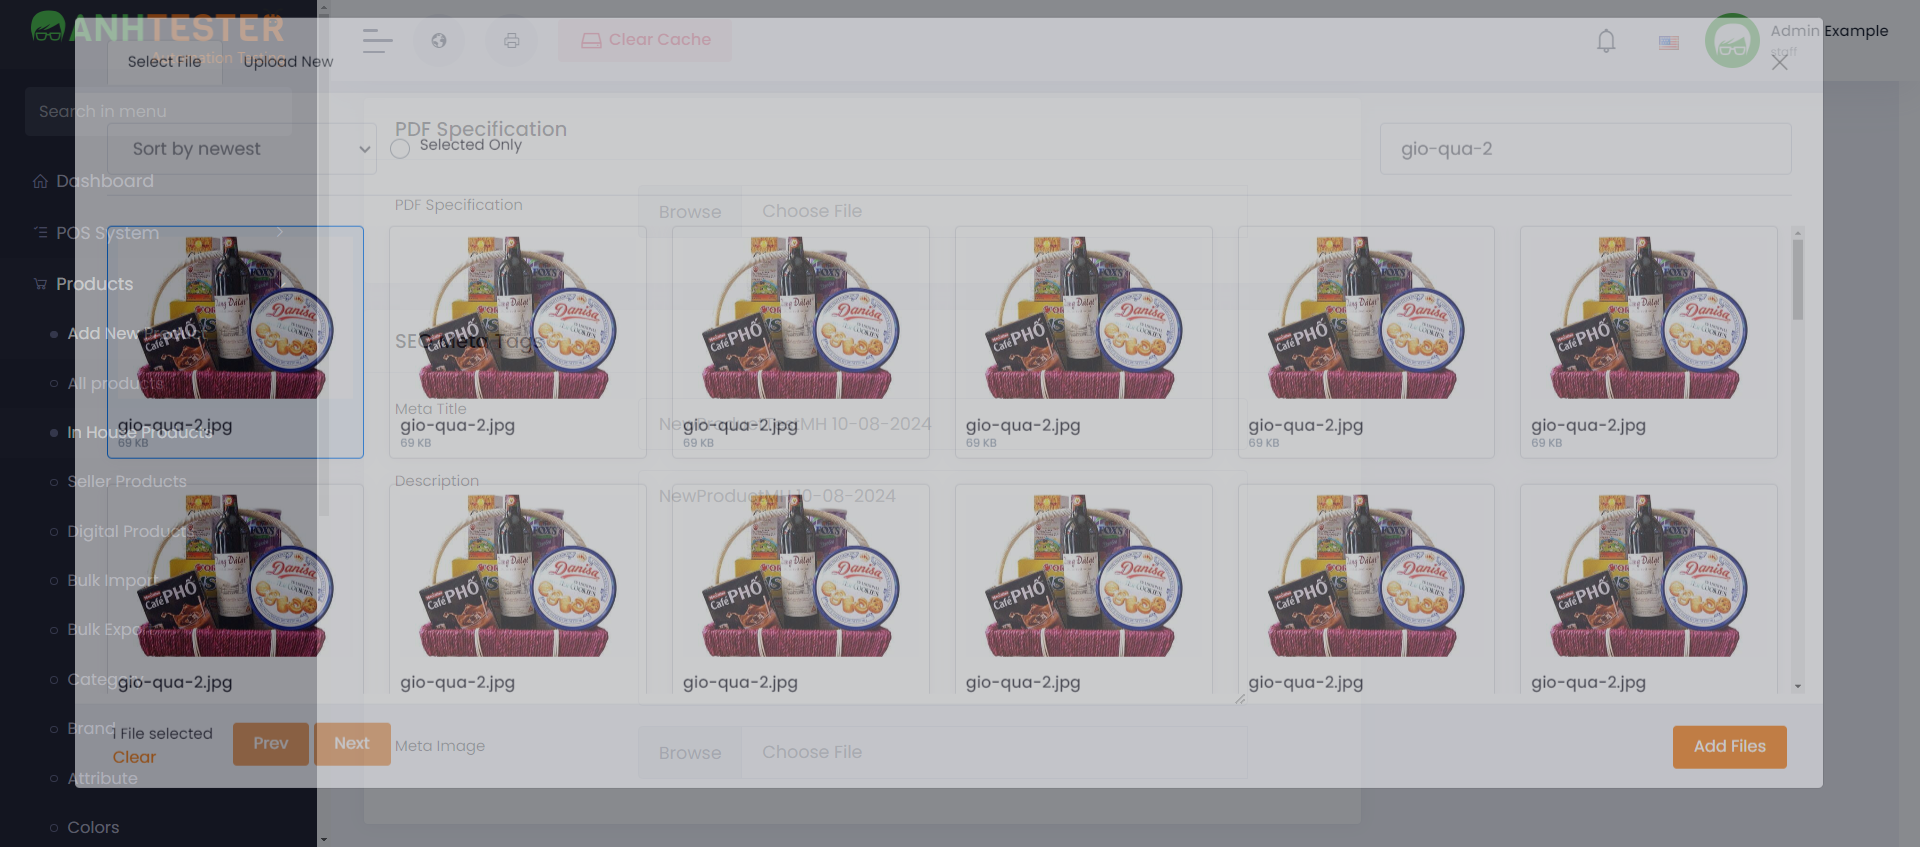 ANHTESTER
Automation Testing
Clear Cache
Admin Example
staff
Select File
Upload New
Search in menu
PDF Specification
Sort by newest
Selected Only
gio-qua-2
Dashboard
PDF Specification
Browse
Choose File
POS System
Products
Add New Product
SEO Meta Tags
All products
Meta Title
NewProductTestMH 10-08-2024
gio-qua-2.jpg
69 KB
gio-qua-2.jpg
69 KB
gio-qua-2.jpg
69 KB
gio-qua-2.jpg
69 KB
gio-qua-2.jpg
69 KB
gio-qua-2.jpg
69 KB
In House Products
Seller Products
Description
NewProductMH 10-08-2024
Digital Products
Bulk Import
Bulk Export
Category
gio-qua-2.jpg
gio-qua-2.jpg
gio-qua-2.jpg
gio-qua-2.jpg
gio-qua-2.jpg
gio-qua-2.jpg
Brand
1 File selected
Clear
Prev
Next
Meta Image
Browse
Choose File
Add Files
Attribute
Colors